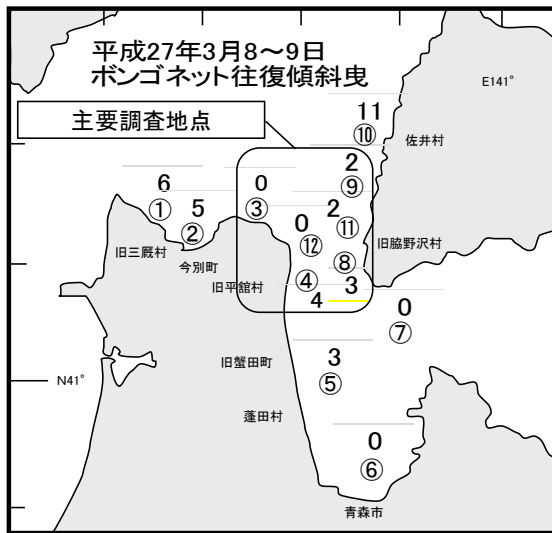 平成27年3月8～9日
ボンゴネット往復傾斜曳
E141°
主要調査地点
11
⑩
佐井村
2
⑨
6
①
5
②
0
③
2
⑪
0
⑫
旧三厩村
今別町
旧脇野沢村
⑧
3
旧平舘村
④
4
0
⑦
旧蟹田町
3
⑤
N41°
蓬田村
0
⑥
青森市